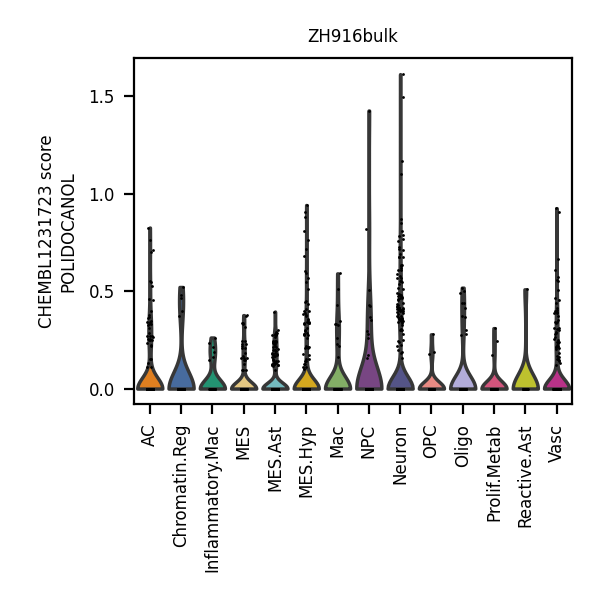 ZH916bulk
CHEMBL1231723 score
POLIDOCANOL
1.5
1.0
0.5
0.0
AC
Chromatin.Reg
Inflammatory.Mac
MES
MES.Ast
MES.Hyp
Mac
NPC
Neuron
OPC
Oligo
Prolif.Metab
Reactive.Ast
Vasc